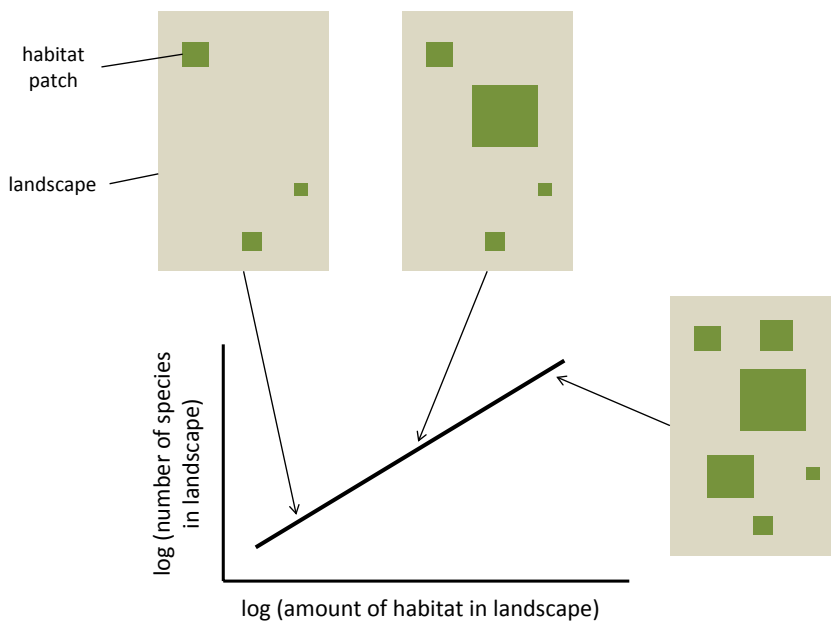 habitat
patch
landscape
log (number of species
in landscape)
log (amount of habitat in landscape)